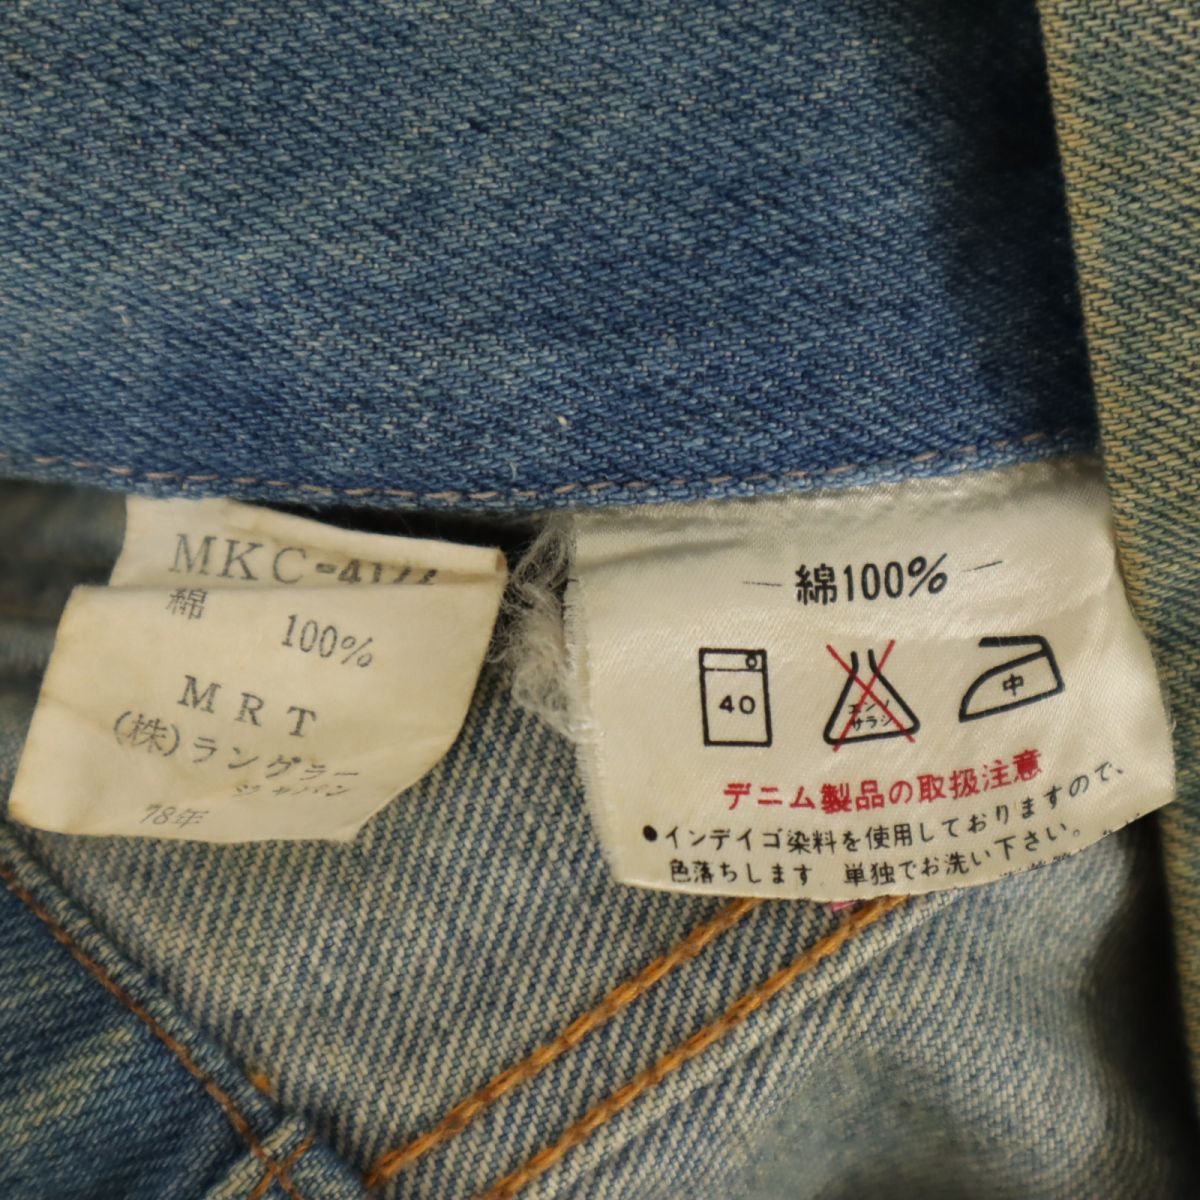 MKC-
綿 100%
MRT
(株)ラングラー
ジャパン
78年
綿100%
40
エンソ
サラシ
中
デニム製品の取扱注意
●インデイゴ染料を使用しておりますので、
色落ちします 単独でお洗い下さい。